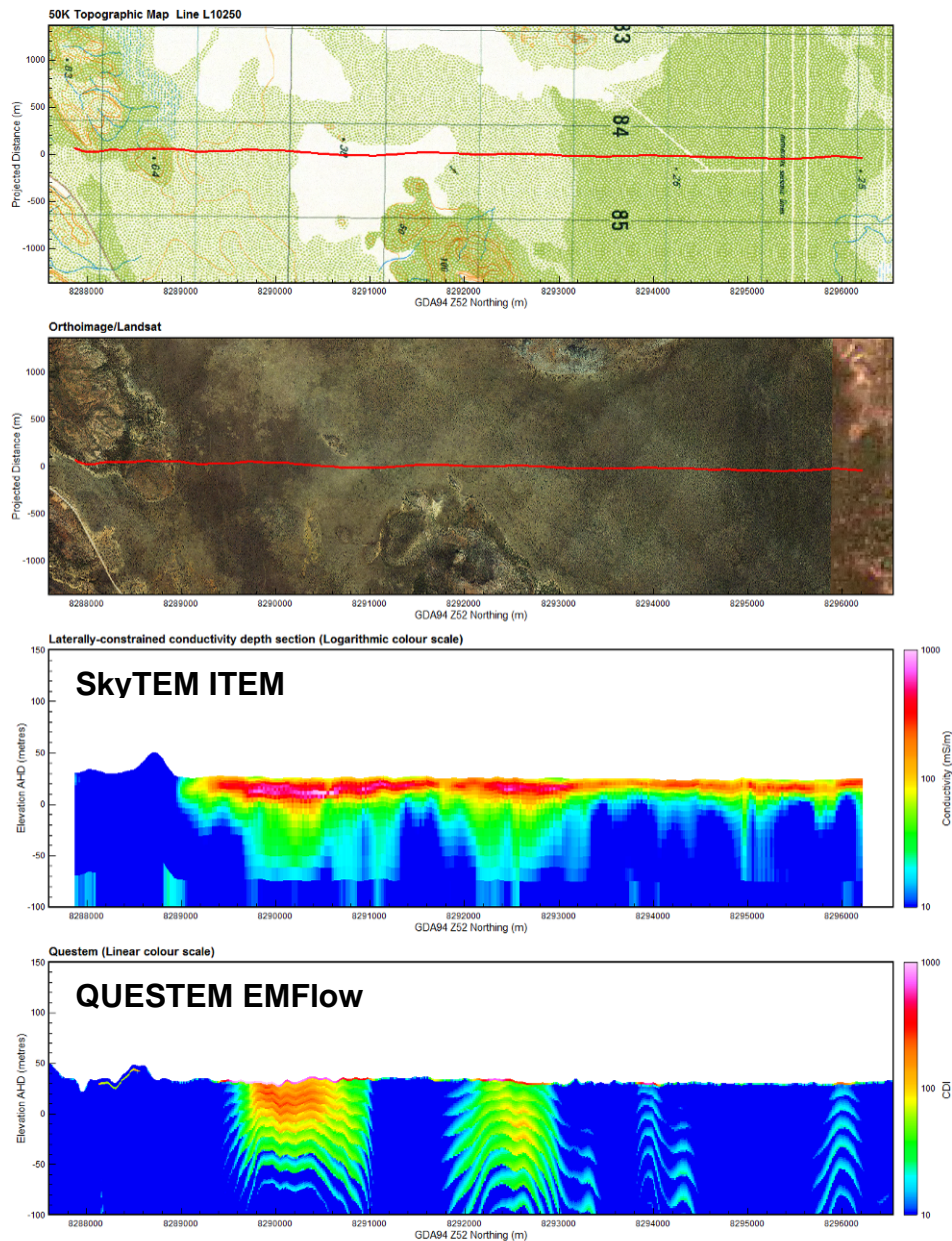 50K Topographic Map Line L10250
Projected Distance (m)
1000
500
0
-500
-1000
83
64
30
50
100
83
84
85
26
25
8288000 8289000 8290000 8291000 8292000 8293000 8294000 8295000 8296000
GDA94 Z52 Northing (m)
Orthoimage/Landsat
Projected Distance (m)
1000
500
0
-500
-1000
8288000 8289000 8290000 8291000 8292000 8293000 8294000 8295000 8296000
GDA94 Z52 Northing (m)
Laterally-constrained conductivity depth section (Logarithmic colour scale)
SkyTEM ITEM
Elevation AHD (metres)
150
100
50
0
-50
-100
8288000 8289000 8290000 8291000 8292000 8293000 8294000 8295000 8296000
GDA94 Z52 Northing (m)
1000
100
10
Conductivity (mS/m)
Questem (Linear colour scale)
QUESTEM EMFlow
Elevation AHD (metres)
150
100
50
0
-50
-100
8288000 8289000 8290000 8291000 8292000 8293000 8294000 8295000 8296000
GDA94 Z52 Northing (m)
1000
10
CDI